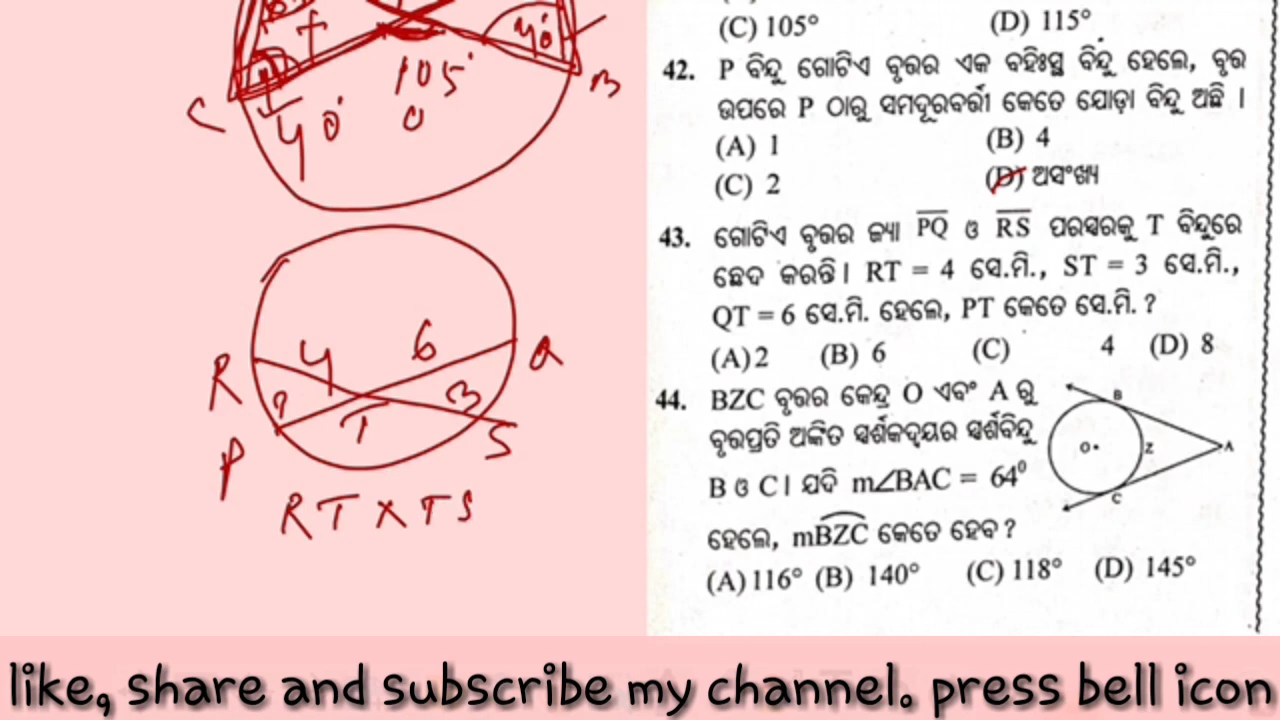 C
40°
105°
0
40°
B
R
4
6
Q
?
T
3
P
S
RT X TS
(C) 105° (D) 115°
42. P ବିନ୍ଦୁ ଗୋଟିଏ ବୃତ୍ତର ଏକ ବହିଃସ୍ଥ ବିନ୍ଦୁ ହେଲେ, ବୃତ୍ତ
ଉପରେ P ଠାରୁ ସମଦୂରବର୍ତ୍ତୀ କେତେ ଯୋଡ଼ା ବିନ୍ଦୁ ଅଛି ।
(A) 1 (B) 4
(C) 2 (D) ଅସଂଖ୍ୟ
43. ଗୋଟିଏ ବୃତ୍ତର ଜ୍ୟା PQ ଓ RS ପରସ୍ପରକୁ T ବିନ୍ଦୁରେ
ଛେଦ କରନ୍ତି। RT = 4 ସେ.ମି., ST = 3 ସେ.ମି.,
QT = 6 ସେ.ମି. ହେଲେ, PT କେତେ ସେ.ମି. ?
(A) 2 (B) 6 (C) 4 (D) 8
44. BZC ବୃତ୍ତର କେନ୍ଦ୍ର O ଏବଂ A ରୁ
ବୃତ୍ତପ୍ରତି ଅଙ୍କିତ ସ୍ପର୍ଶକଦ୍ୱୟର ସ୍ପର୍ଶବିନ୍ଦୁ
B ଓ C। ଯଦି m∠BAC = 64⁰
ହେଲେ, mBZC କେତେ ହେବ ?
(A) 116° (B) 140° (C) 118° (D) 145°
B
O
Z
A
C
like, share and subscribe my channel. press bell icon